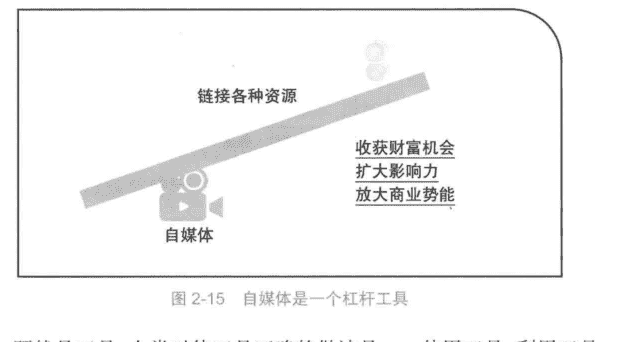 链接各种资源
收获财富机会
扩大影响力
放大商业势能
自媒体
图 2-15 自媒体是一个杠杆工具